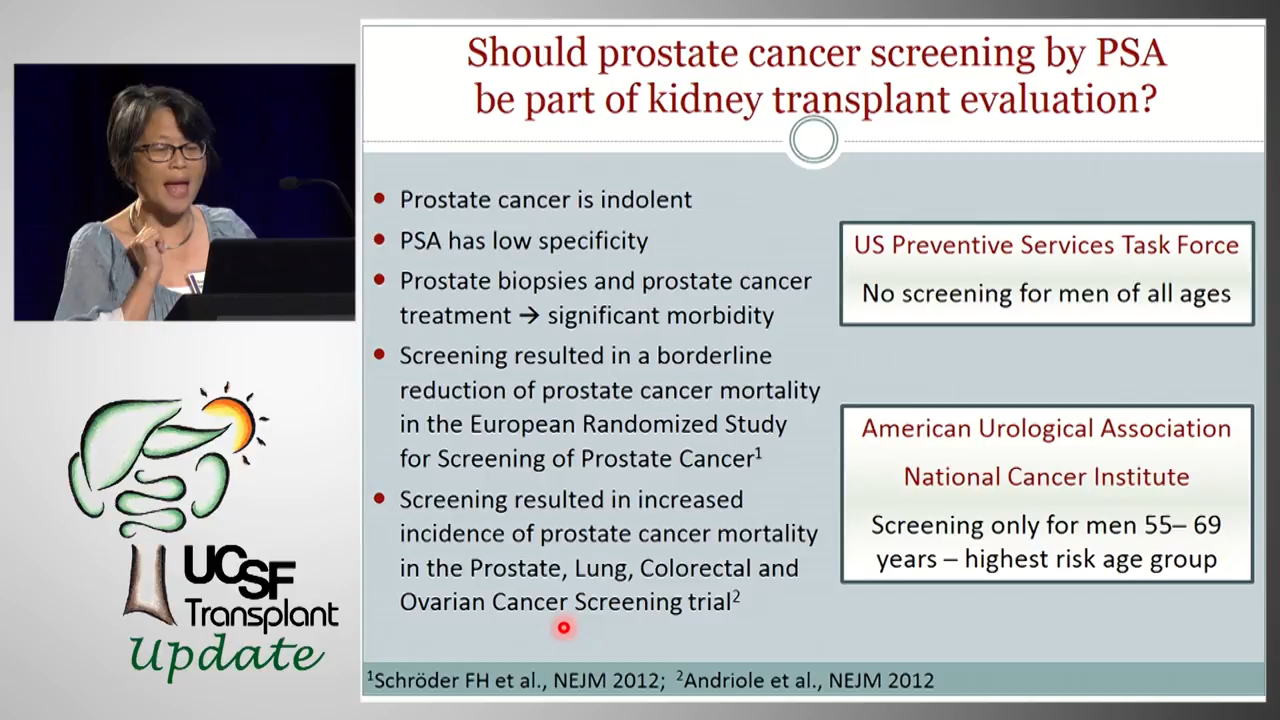 Should prostate cancer screening by PSA
be part of kidney transplant evaluation?
• Prostate cancer is indolent
• PSA has low specificity
• Prostate biopsies and prostate cancer
treatment → significant morbidity
• Screening resulted in a borderline
reduction of prostate cancer mortality
in the European Randomized Study
for Screening of Prostate Cancer¹
• Screening resulted in increased
incidence of prostate cancer mortality
in the Prostate, Lung, Colorectal and
Ovarian Cancer Screening trial²
US Preventive Services Task Force
No screening for men of all ages
American Urological Association
National Cancer Institute
Screening only for men 55– 69
years – highest risk age group
¹Schröder FH et al., NEJM 2012; ²Andriole et al., NEJM 2012
UCSF
Transplant
Update